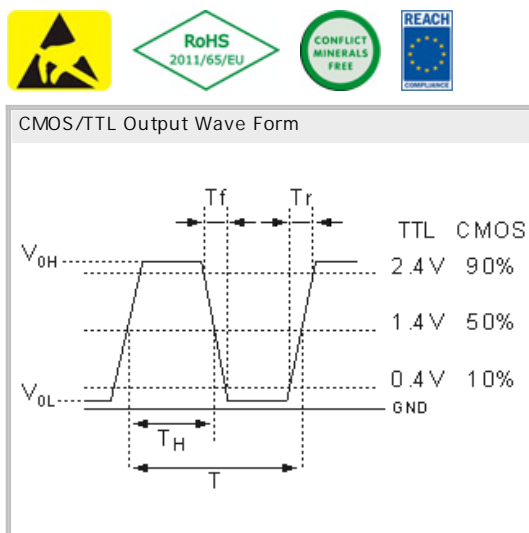 RoHS
2011/65/EU
CONFLICT
MINERALS
FREE
REACH
COMPLIANCE
CMOS/TTL Output Wave Form
Tf Tr
TTL CMOS
V0H 2.4V 90%
1.4V 50%
V0L 0.4V 10%
GND
TH
T